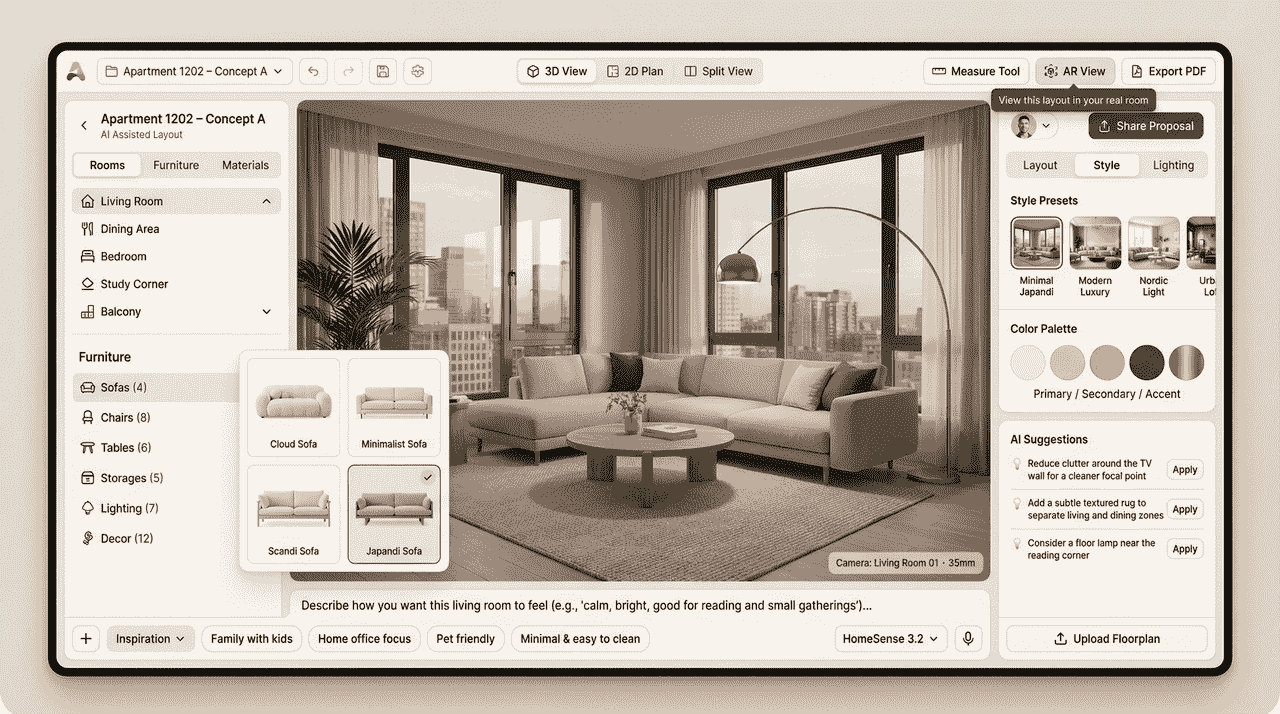 Apartment 1202 – Concept A
3D View
2D Plan
Split View
Measure Tool
AR View
Export PDF
View this layout in your real room
Apartment 1202 – Concept A
AI Assisted Layout
Share Proposal
Rooms
Furniture
Materials
Layout
Style
Lighting
Living Room
Dining Area
Bedroom
Study Corner
Balcony
Style Presets
Minimal
Japandi
Modern
Luxury
Nordic
Light
Color Palette
Primary / Secondary / Accent
Furniture
Sofas (4)
Chairs (8)
Tables (6)
Storages (5)
Lighting (7)
Decor (12)
Cloud Sofa
Minimalist Sofa
Scandi Sofa
Japandi Sofa
Camera: Living Room 01 · 35mm
AI Suggestions
Reduce clutter around the TV
wall for a cleaner focal point
Apply
Add a subtle textured rug to
separate living and dining zones
Apply
Consider a floor lamp near the
reading corner
Apply
Describe how you want this living room to feel (e.g., 'calm, bright, good for reading and small gatherings')...
Inspiration
Family with kids
Home office focus
Pet friendly
Minimal & easy to clean
HomeSense 3.2
Upload Floorplan